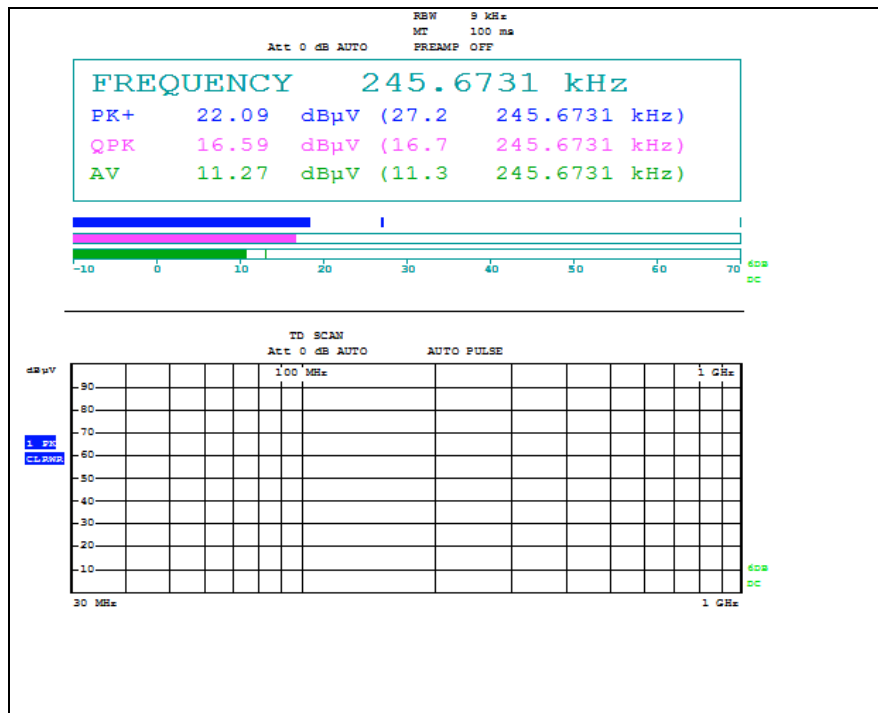 RBW 9 kHz
MT 100 ms
Att 0 dB AUTO PREAMP OFF
FREQUENCY 245.6731 kHz
PK+ 22.09 dBµV (27.2 245.6731 kHz)
QPK 16.59 dBµV (16.7 245.6731 kHz)
AV 11.27 dBµV (11.3 245.6731 kHz)
-10 0 10 20 30 40 50 60 70
6DB
DC
TD SCAN
Att 0 dB AUTO AUTO PULSE
dBµV
100 MHz 1 GHz
90
80
70
1 PK
CLRWR
60
50
40
30
20
10
6DB
DC
30 MHz 1 GHz